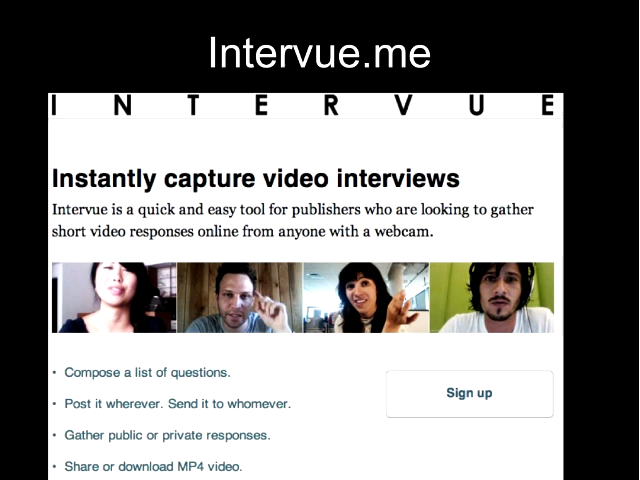 Intervue.me
INTERVUE
Instantly capture video interviews
Intervue is a quick and easy tool for publishers who are looking to gather
short video responses online from anyone with a webcam.
• Compose a list of questions.
Sign up
• Post it wherever. Send it to whomever.
• Gather public or private responses.
• Share or download MP4 video.